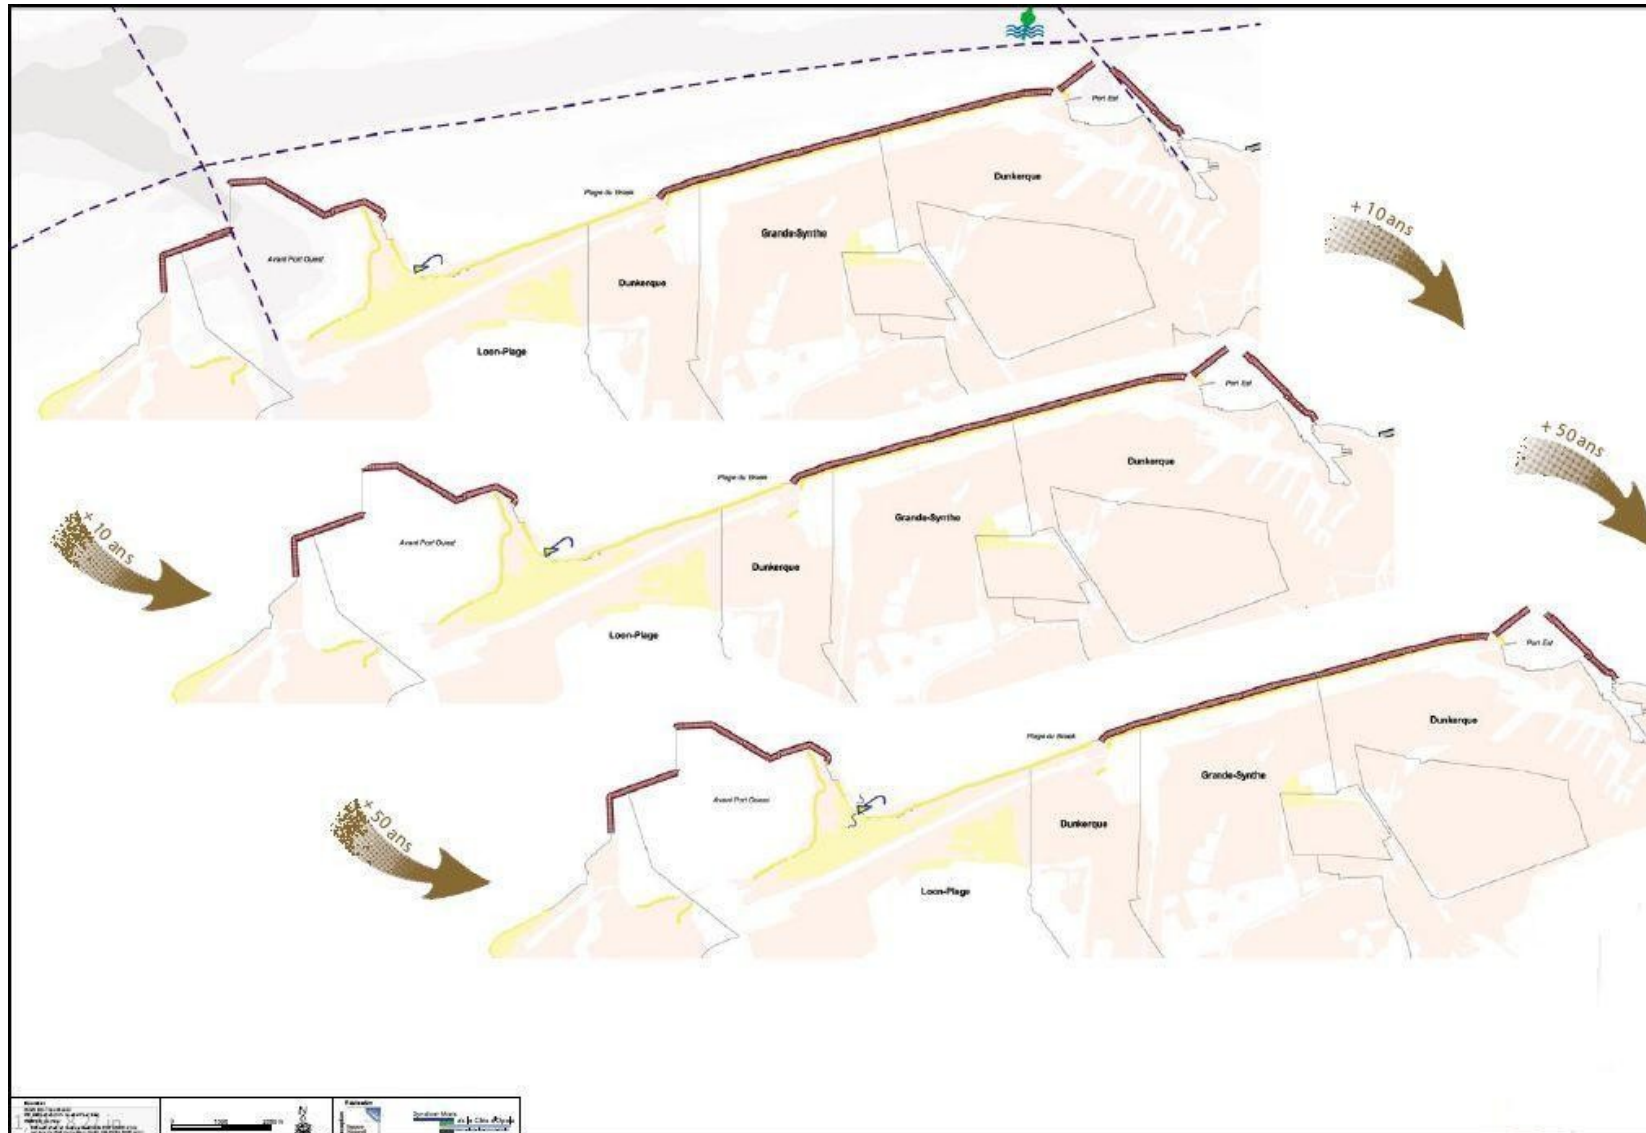 Port Est
Dunkerque
Plage du Braek
Grande-Synthe
Avant Port Ouest
Dunkerque
Loon-Plage
+ 10 ans
Port Est
Dunkerque
Plage du Braek
Grande-Synthe
Avant Port Ouest
Dunkerque
Loon-Plage
+ 10 ans
+ 50 ans
Port Est
Dunkerque
Plage du Braek
Grande-Synthe
Avant Port Ouest
Dunkerque
Loon-Plage
+ 50 ans
N